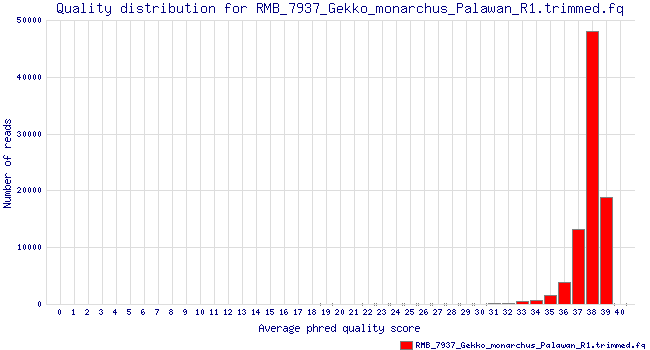 Quality distribution for RMB_7937_Gekko_monarchus_Palawan_R1.trimmed.fq
50000
40000
30000
20000
10000
0
Number of reads
0 1 2 3 4 5 6 7 8 9 10 11 12 13 14 15 16 17 18 19 20 21 22 23 24 25 26 27 28 29 30 31 32 33 34 35 36 37 38 39 40
Average phred quality score
RMB_7937_Gekko_monarchus_Palawan_R1.trimmed.fq